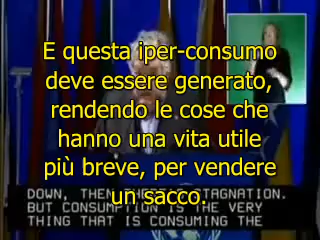 E questa iper-consumo
deve essere generato,
rendendo le cose che
hanno una vita utile
più breve, per vendere
un sacco.
DOWN, THEN
STAGNATION.
BUT CONSUMPTION IS THE VERY
THING THAT IS CONSUMING THE